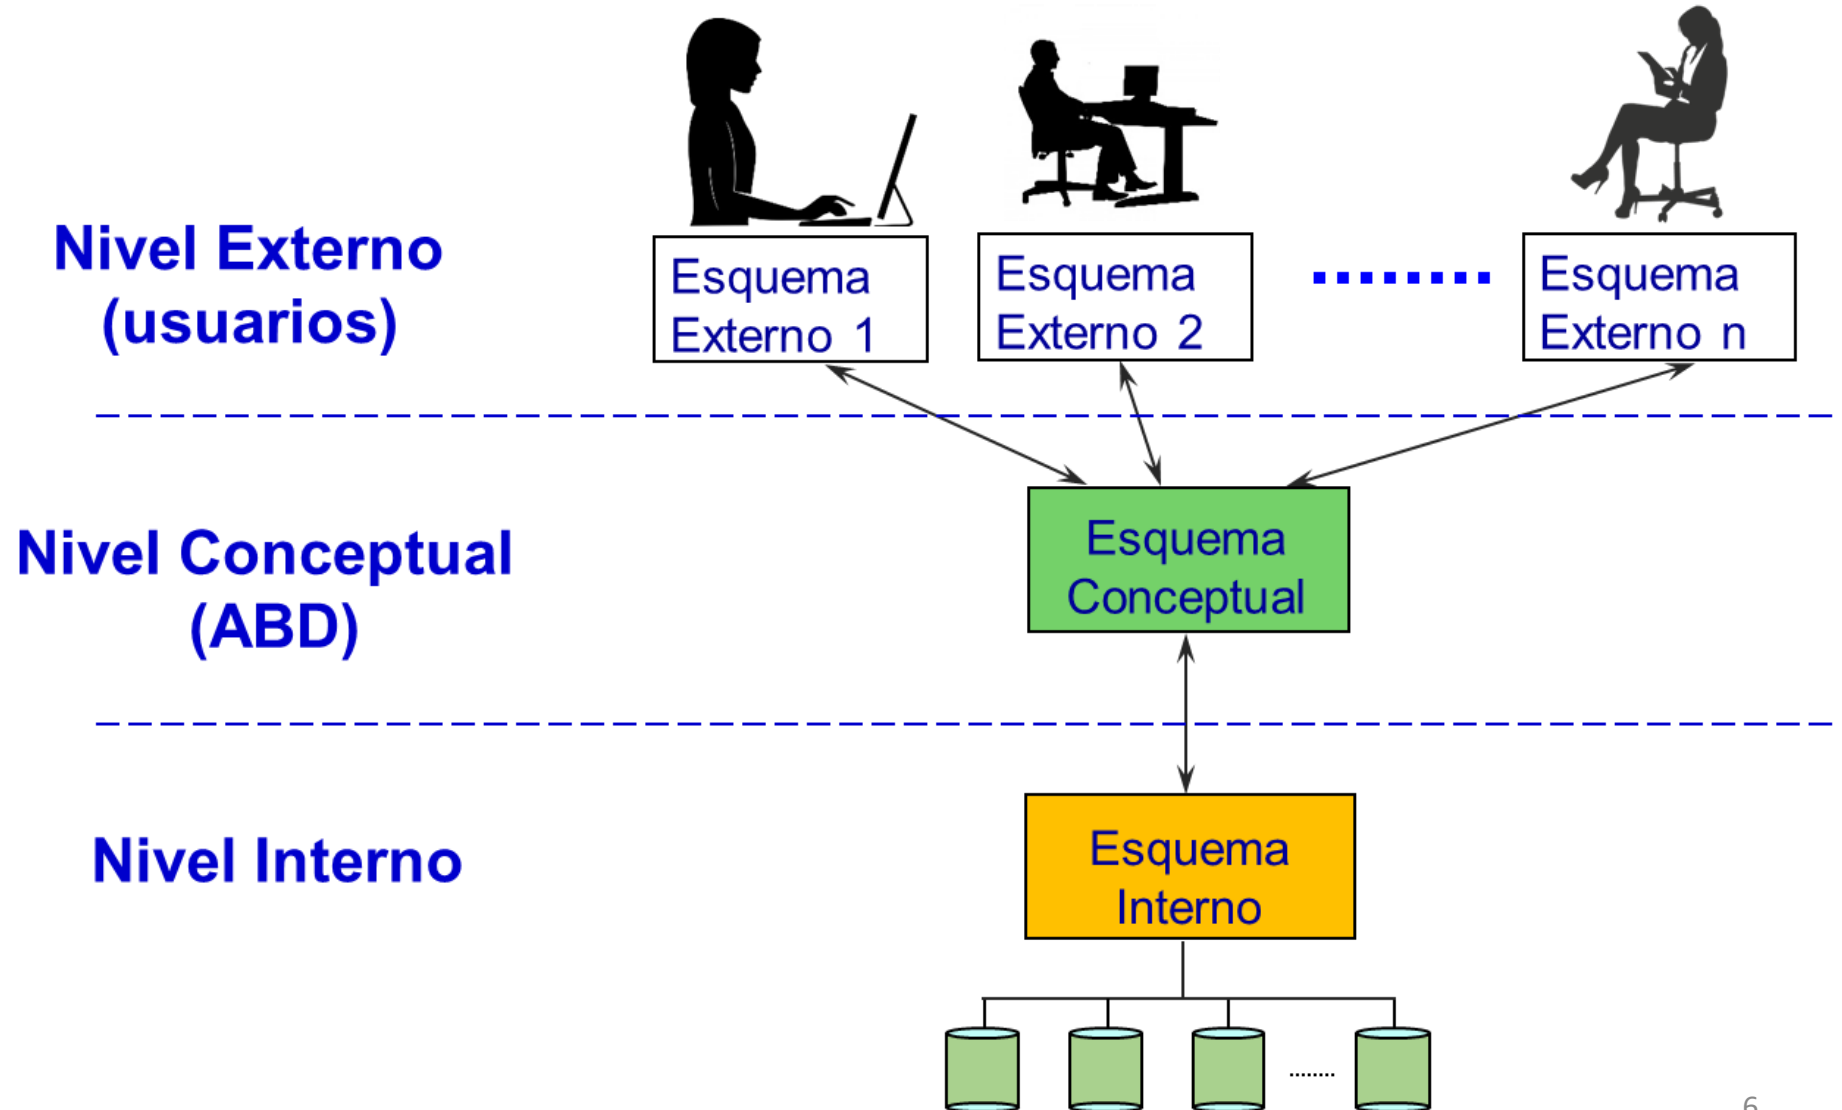 Nivel Externo
(usuarios)
Esquema
Externo 1
Esquema
Externo 2
Esquema
Externo n
Nivel Conceptual
(ABD)
Esquema
Conceptual
Nivel Interno
Esquema
Interno
6